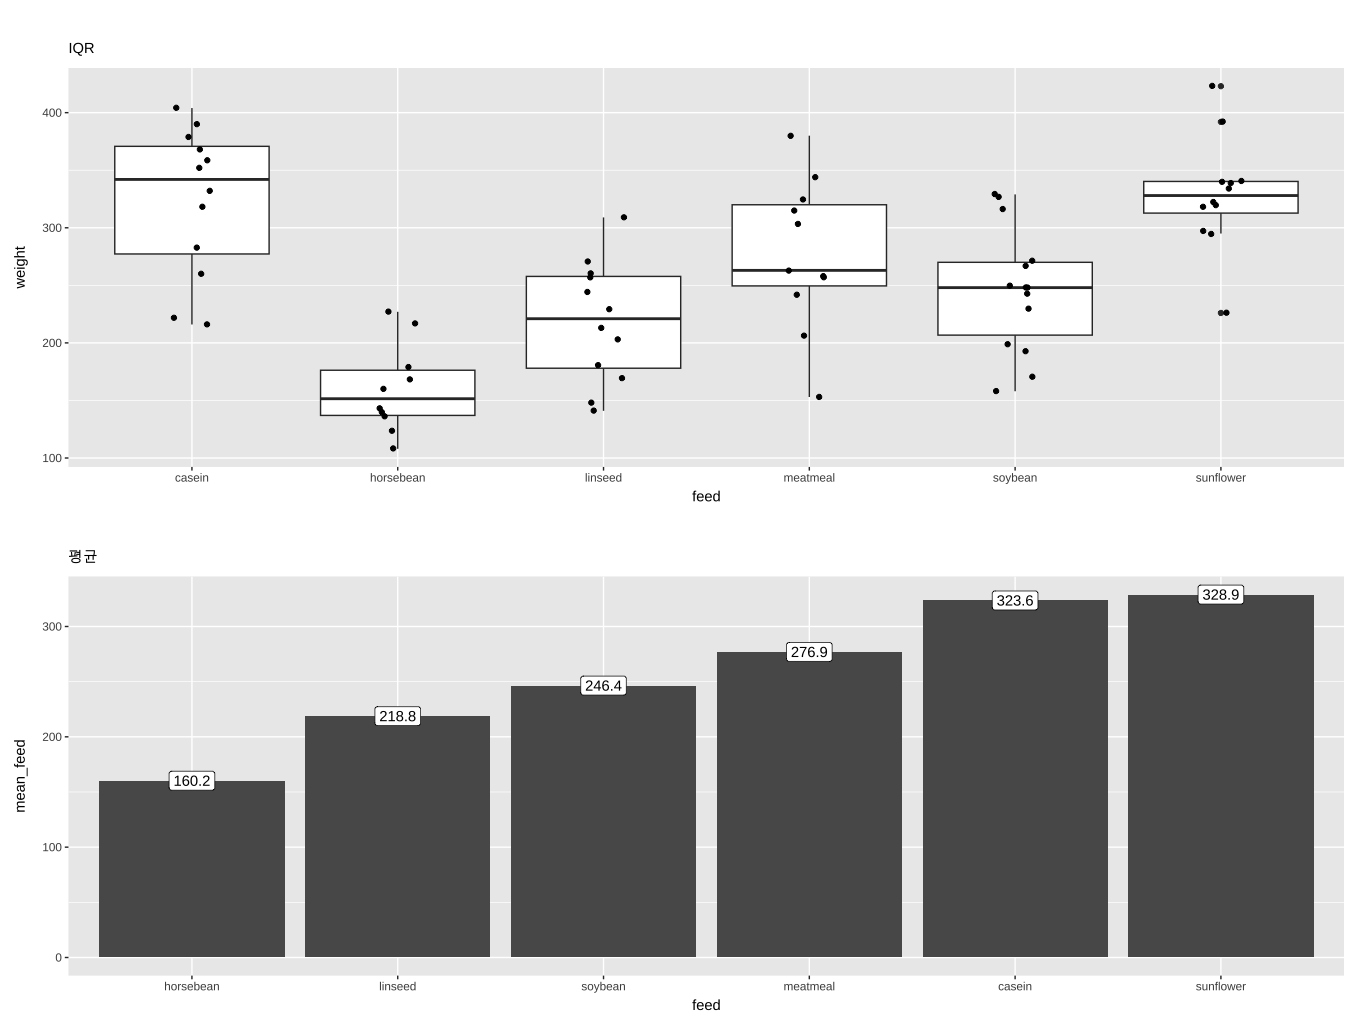 IQR
weight
400
300
200
100
casein horsebean linseed meatmeal soybean sunflower
feed
평균
mean_feed
300
200
100
0
160.2 218.8 246.4 276.9 323.6 328.9
horsebean linseed soybean meatmeal casein sunflower
feed